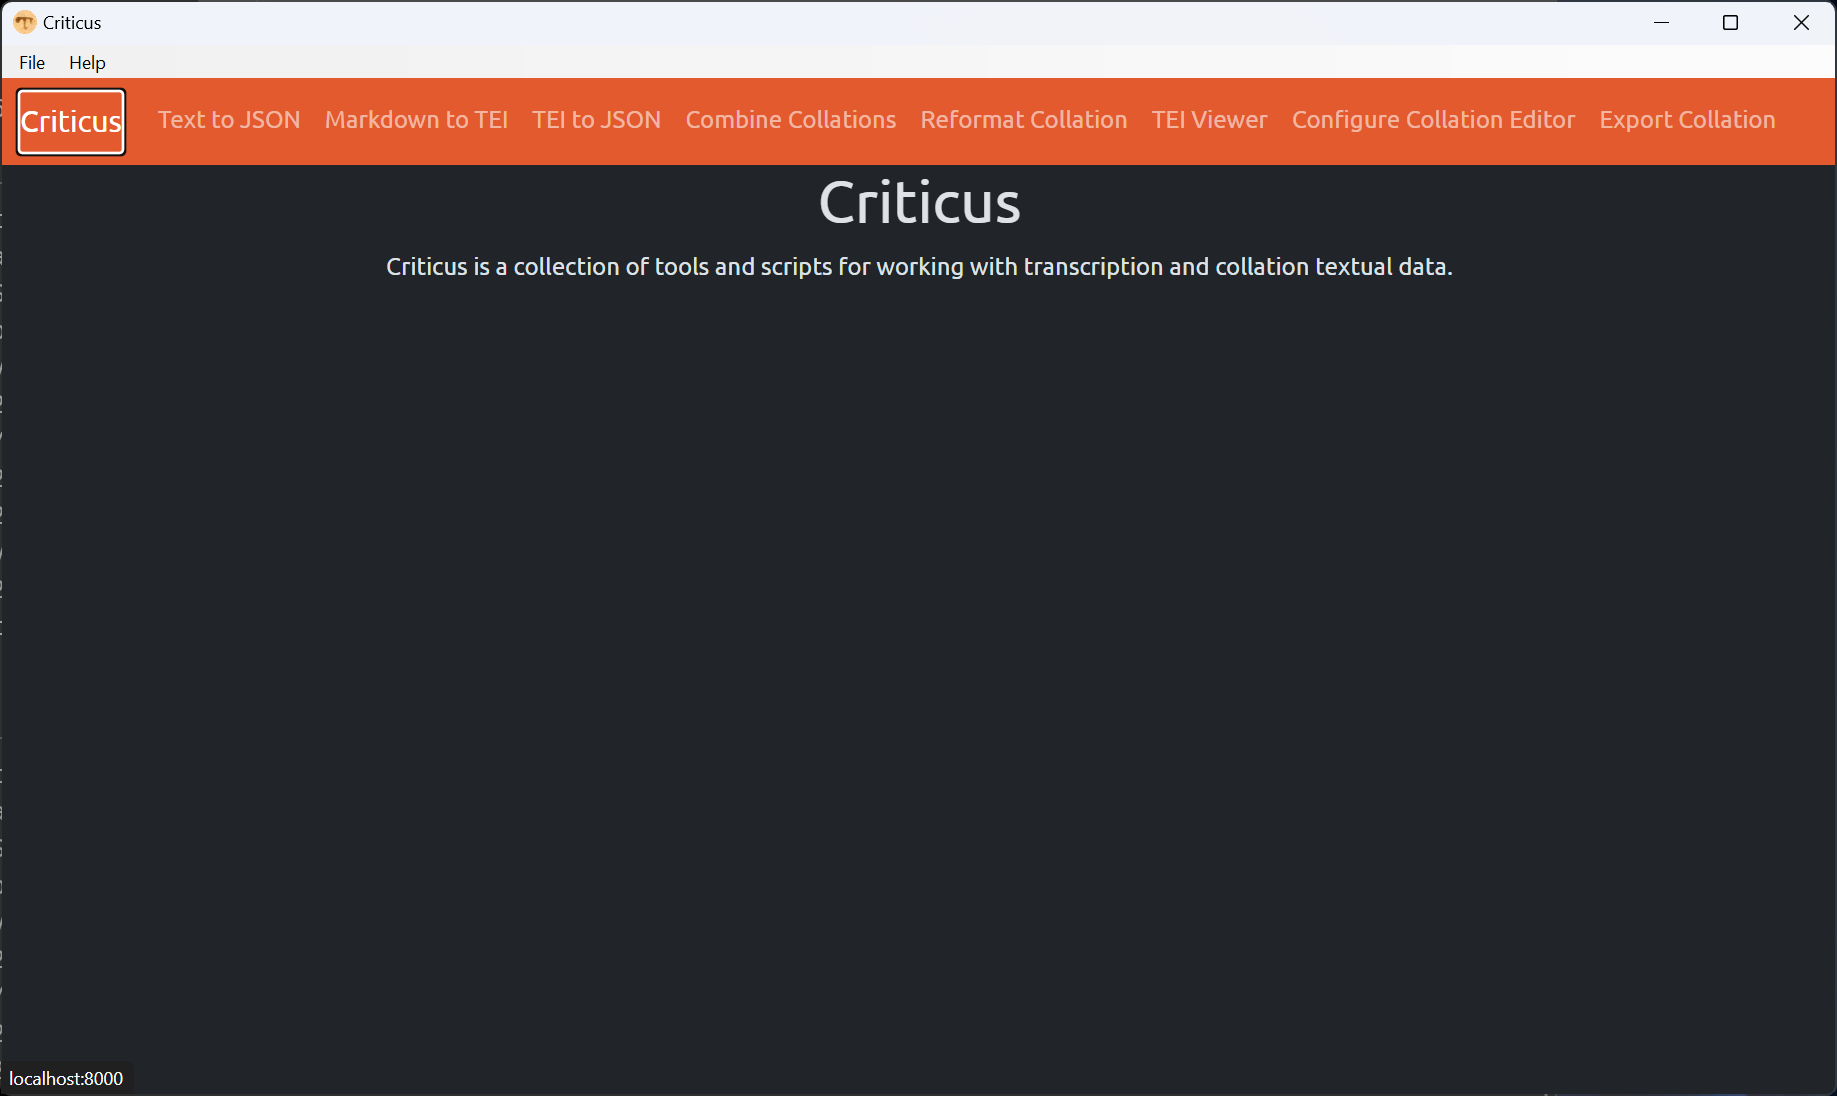 Criticus
File Help
Criticus Text to JSON Markdown to TEI TEI to JSON Combine Collations Reformat Collation TEI Viewer Configure Collation Editor Export Collation
Criticus
Criticus is a collection of tools and scripts for working with transcription and collation textual data.
localhost:8000